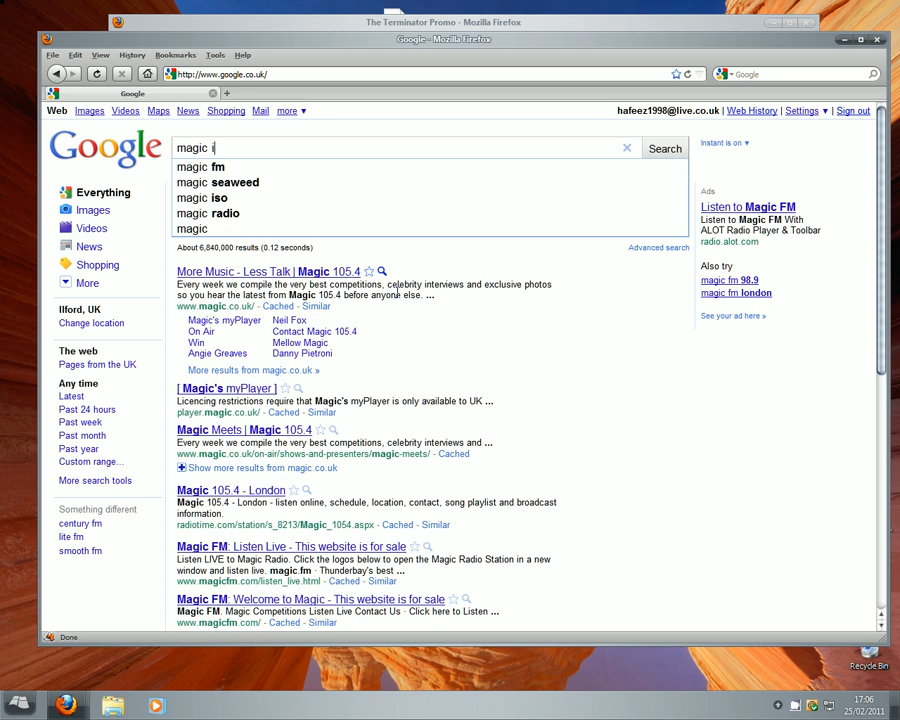 The Terminator Promo - Mozilla Firefox
Google - Mozilla Firefox
File Edit View History Bookmarks Tools Help
http://www.google.co.uk/
Google
Google
Web Images Videos Maps News Shopping Mail more ▼
hafeez1998@live.co.uk | Web History | Settings ▼ | Sign out
Google
magic i
Search
Instant is on ▼
magic fm
magic seaweed
magic iso
magic radio
magic
About 6,840,000 results (0.12 seconds)
Advanced search
Everything
Images
Videos
News
Shopping
More
Ilford, UK
Change location
The web
Pages from the UK
Any time
Latest
Past 24 hours
Past week
Past month
Past year
Custom range...
More search tools
Something different
century fm
lite fm
smooth fm
More Music - Less Talk | Magic 105.4
Every week we compile the very best competitions, celebrity interviews and exclusive photos
so you hear the latest from Magic 105.4 before anyone else. ...
www.magic.co.uk/ - Cached - Similar
Magic's myPlayer Neil Fox
On Air Contact Magic 105.4
Win Mellow Magic
Angie Greaves Danny Pietroni
More results from magic.co.uk »
[ Magic's myPlayer ]
Licencing restrictions require that Magic's myPlayer is only available to UK ...
player.magic.co.uk/ - Cached - Similar
Magic Meets | Magic 105.4
Every week we compile the very best competitions, celebrity interviews and ...
www.magic.co.uk/on-air/shows-and-presenters/magic-meets/ - Cached
Show more results from magic.co.uk
Magic 105.4 - London
Magic 105.4 - London - listen online, schedule, location, contact, song playlist and broadcast
information.
radiotime.com/station/s_8213/Magic_1054.aspx - Cached - Similar
Magic FM: Listen Live - This website is for sale
Listen LIVE to Magic Radio. Click the logos below to open the Magic Radio Station in a new
window and listen live. magic.fm · Thunderbay's best ...
www.magicfm.com/listen_live.html - Cached - Similar
Magic FM: Welcome to Magic - This website is for sale
Magic FM. Magic Competitions Listen Live Contact Us · Click here to Listen ...
www.magicfm.com/ - Cached - Similar
Ads
Listen to Magic FM
Listen to Magic FM With
ALOT Radio Player & Toolbar
radio.alot.com
Also try
magic fm 98.9
magic fm london
See your ad here »
Done
Recycle Bin
17:06
25/02/2011